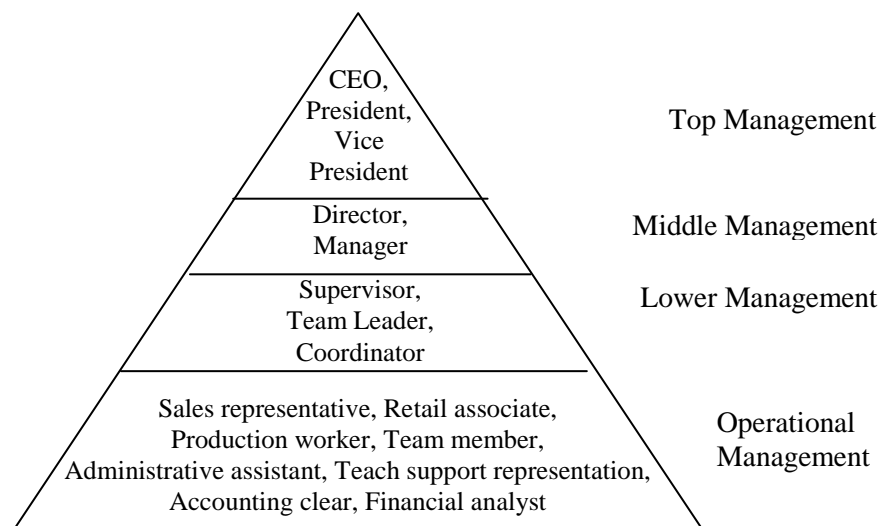 CEO,
President,
Vice
President
Top Management
Director,
Manager
Middle Management
Supervisor,
Team Leader,
Coordinator
Lower Management
Sales representative, Retail associate,
Production worker, Team member,
Administrative assistant, Teach support representation,
Accounting clear, Financial analyst
Operational
Management